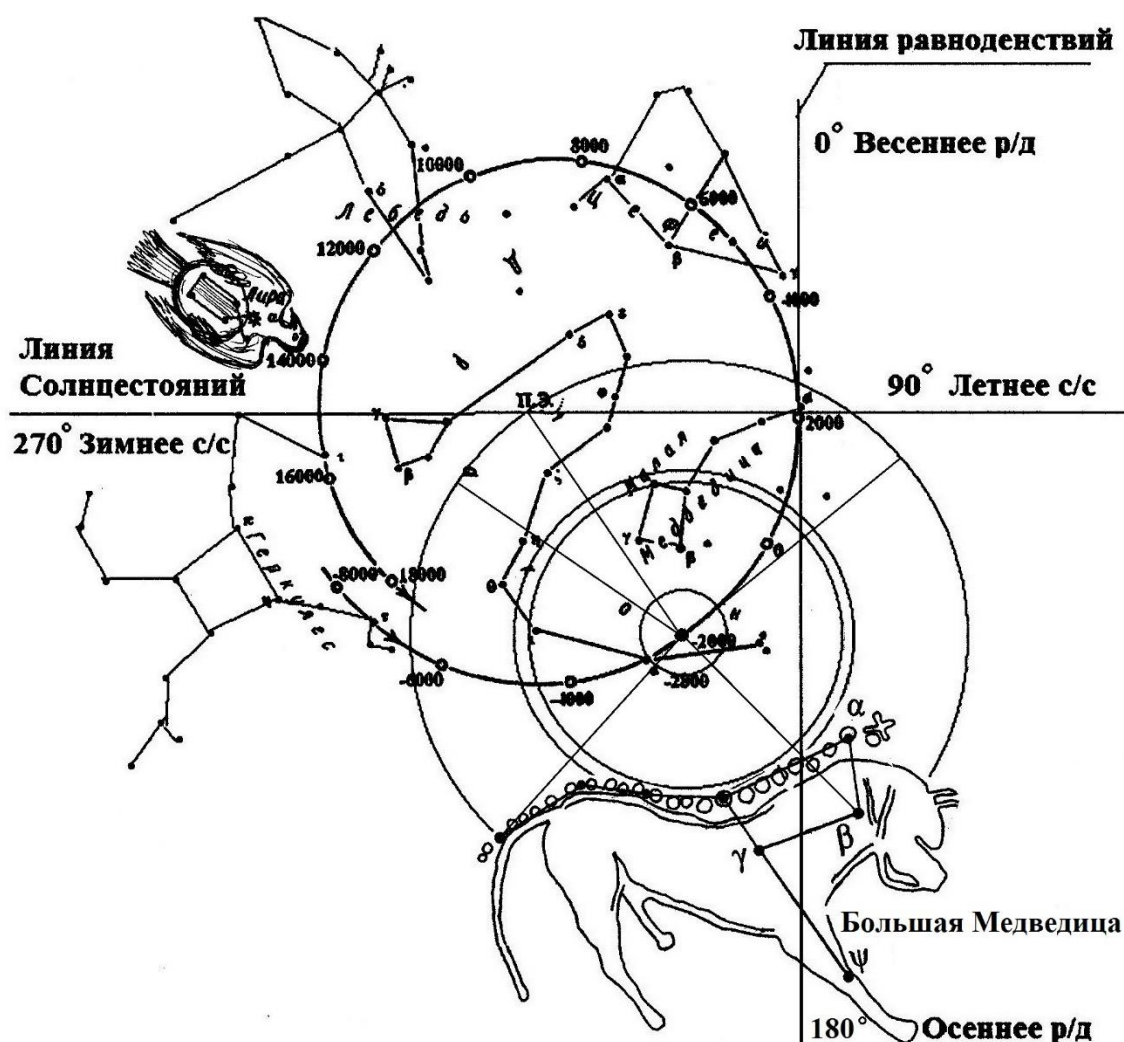 Линия равноденствий
0° Весеннее р/д
8000
10000
α
6000
Цефей
δ
Лебедь
12000
β
γ
4000
Лира
α
Линия
Солнцестояний
14000
δ
П.Э.
90° Летнее с/с
α
2000
270° Зимнее с/с
γ
β
16000
ι
ζ
Малая
Медведица
γ
β
0
η
θ
Геркулес
-8000
18000
τ
-2000
-2800
-6000
-4000
α
β
γ
Большая Медведица
ψ
180°
Осеннее р/д